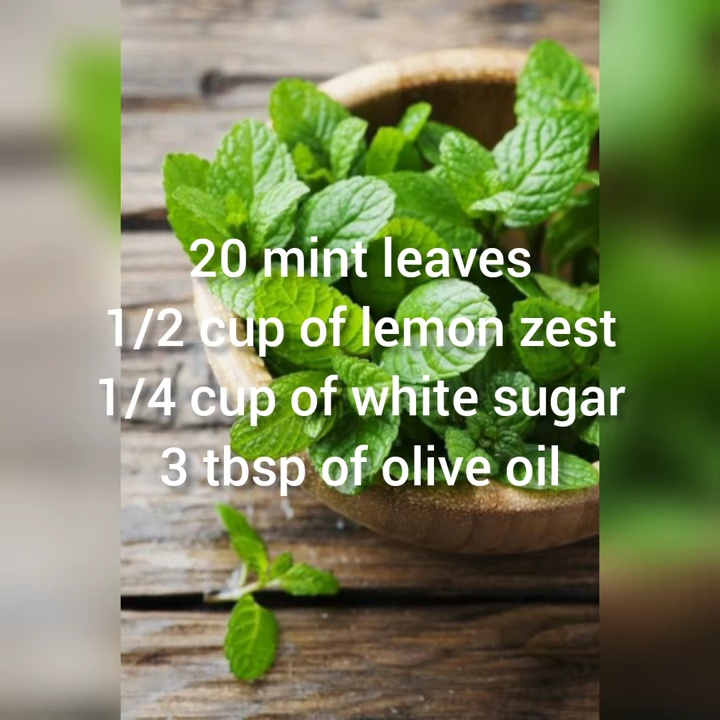 20 mint leaves
1/2 cup of lemon zest
1/4 cup of white sugar
3 tbsp of olive oil